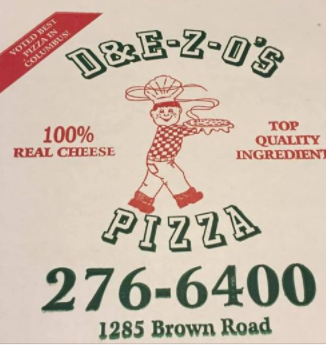 VOTED BEST
PIZZA IN
COLUMBUS!
D&E-Z-O'S
100%
REAL CHEESE
TOP
QUALITY
INGREDIENT
PIZZA
276-6400
1285 Brown Road